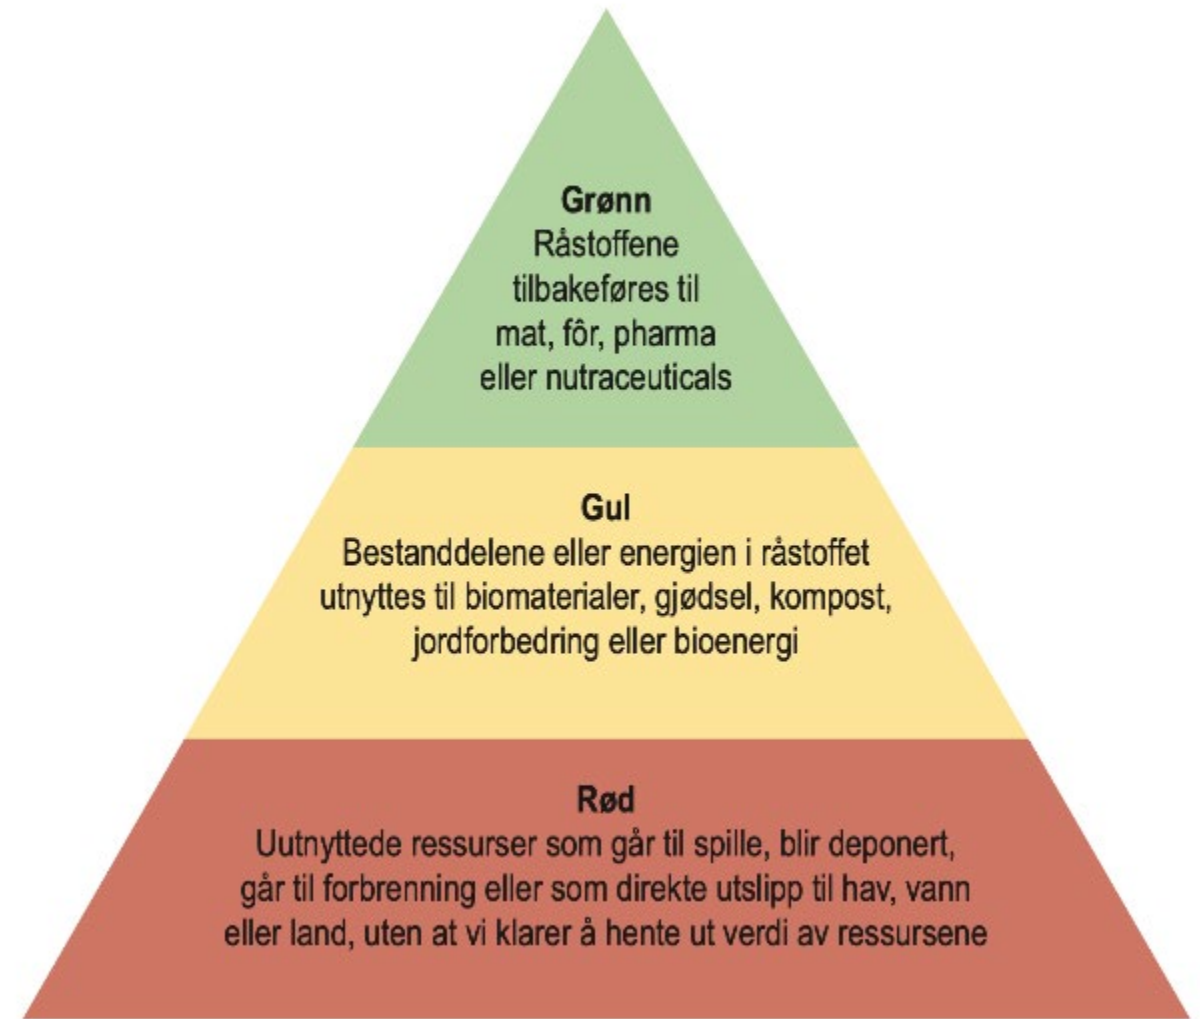 Grønn
Råstoffene
tilbakeføres til
mat, fôr, pharma
eller nutraceuticals
Gul
Bestanddelene eller energien i råstoffet
utnyttes til biomaterialer, gjødsel, kompost,
jordforbedring eller bioenergi
Rød
Uutnyttede ressurser som går til spille, blir deponert,
går til forbrenning eller som direkte utslipp til hav, vann
eller land, uten at vi klarer å hente ut verdi av ressursene